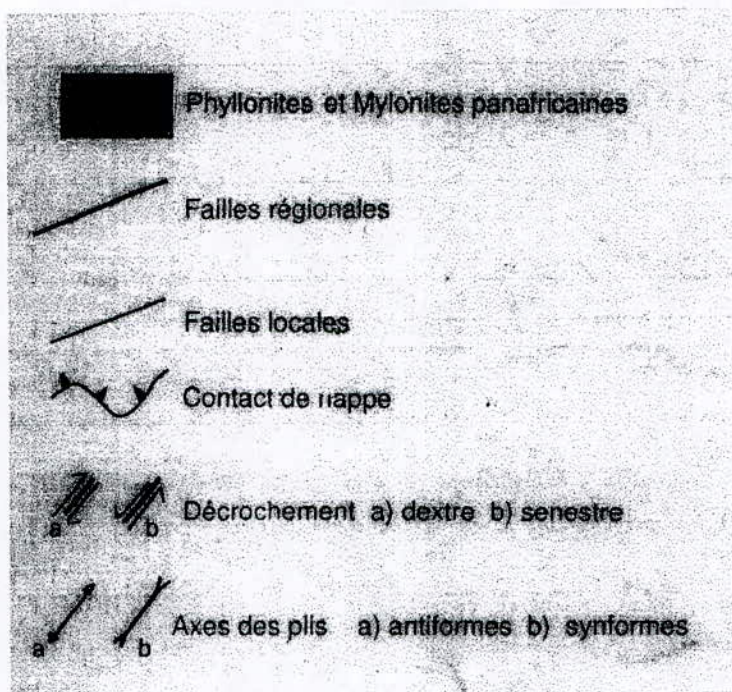 Phyllonites et Mylonites panafricaines
Failles régionales
Failles locales
Contact de nappe
a b Décrochement a) dextre b) senestre
a b Axes des plis a) antiformes b) synformes